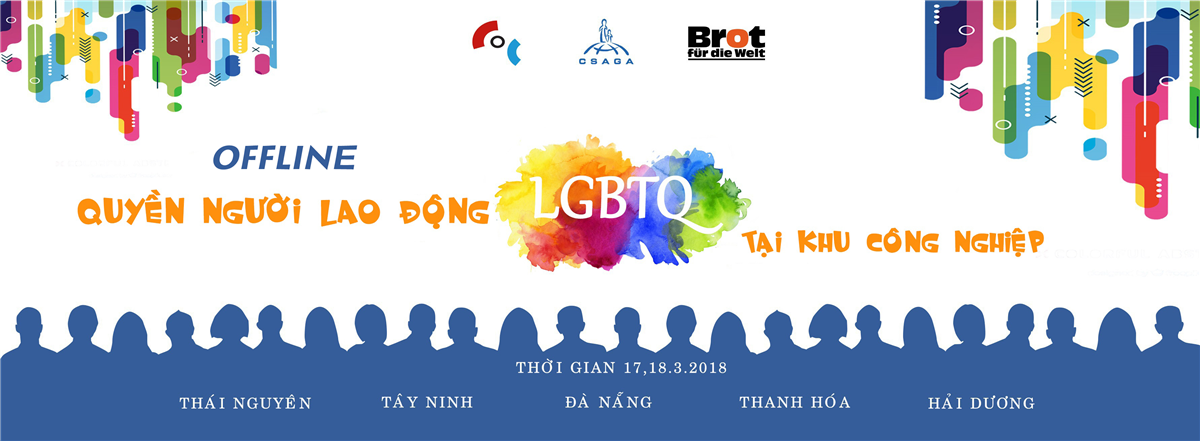 CSAGA
Brot
für die Welt
OFFLINE
QUYỀN NGƯỜI LAO ĐỘNG
LGBTQ
TẠI KHU CÔNG NGHIỆP
THỜI GIAN 17,18.3.2018
THÁI NGUYÊN TÂY NINH ĐÀ NẴNG THANH HÓA HẢI DƯƠNG